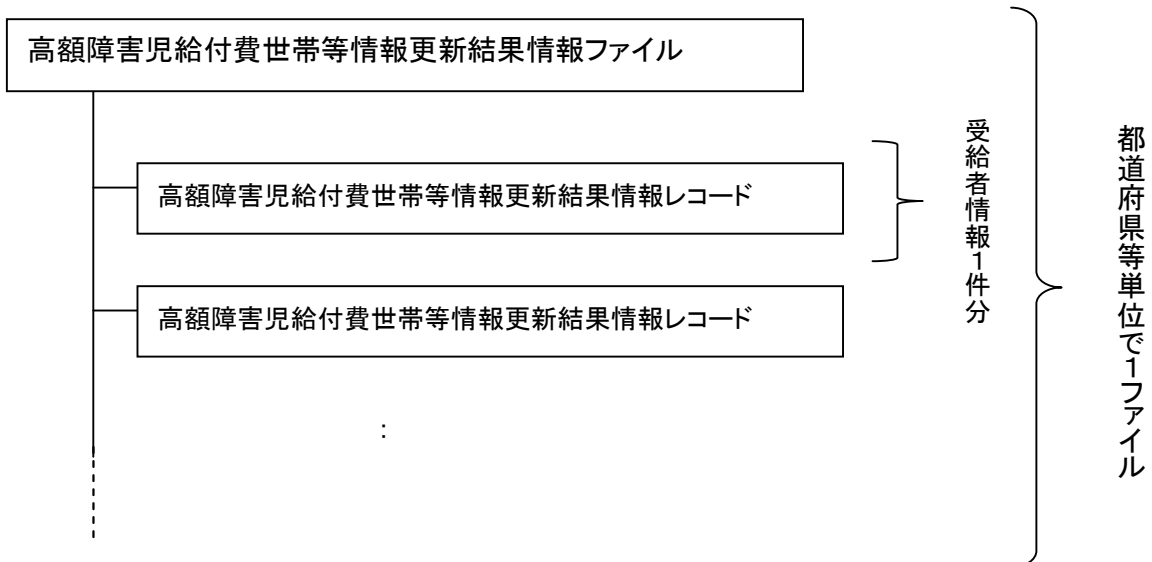 高額障害児給付費世帯等情報更新結果情報ファイル
高額障害児給付費世帯等情報更新結果情報レコード
受給者情報１件分
高額障害児給付費世帯等情報更新結果情報レコード
：
都道府県等単位で１ファイル